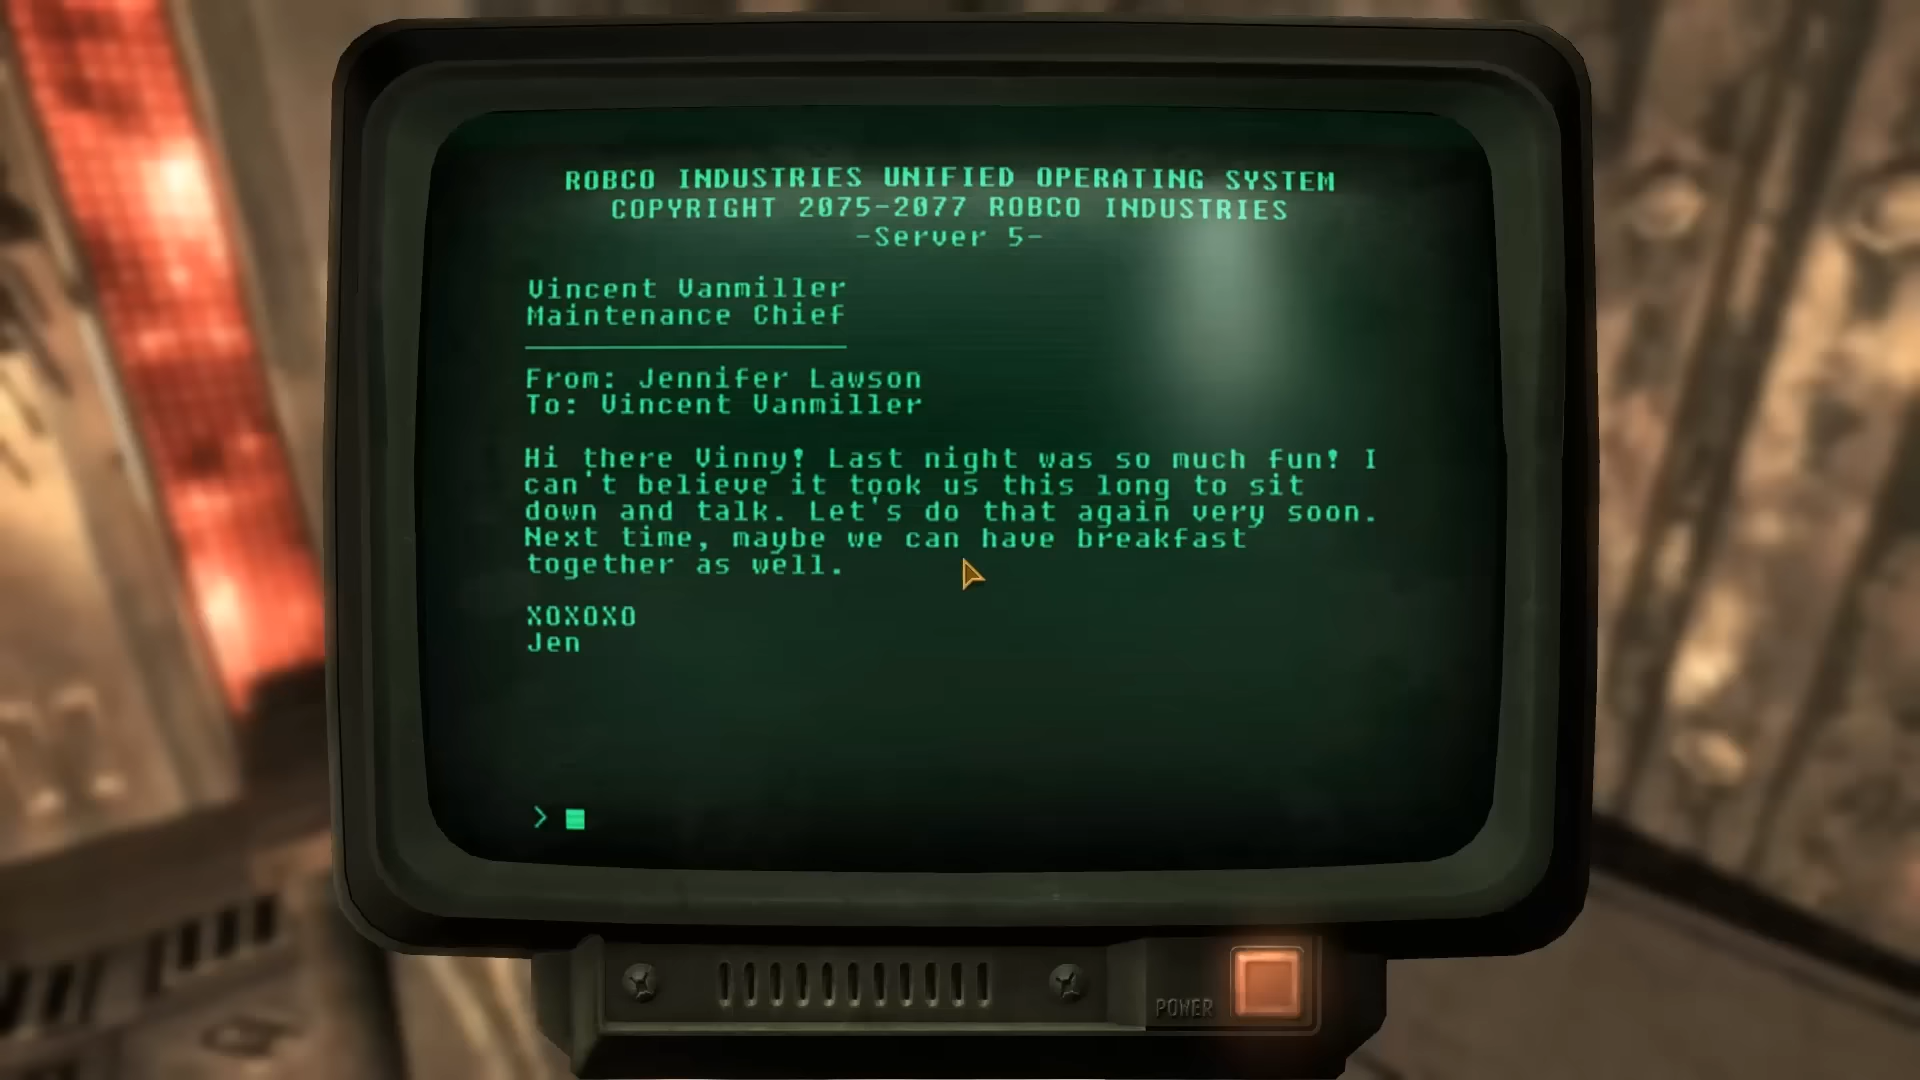 ROBCO INDUSTRIES UNIFIED OPERATING SYSTEM
COPYRIGHT 2075-2077 ROBCO INDUSTRIES
-Server 5-
Vincent Vanmiller
Maintenance Chief
From: Jennifer Lawson
To: Vincent Vanmiller
Hi there Vinny! Last night was so much fun! I
can't believe it took us this long to sit
down and talk. Let's do that again very soon.
Next time, maybe we can have breakfast
together as well.
XOXOXO
Jen
>
POWER